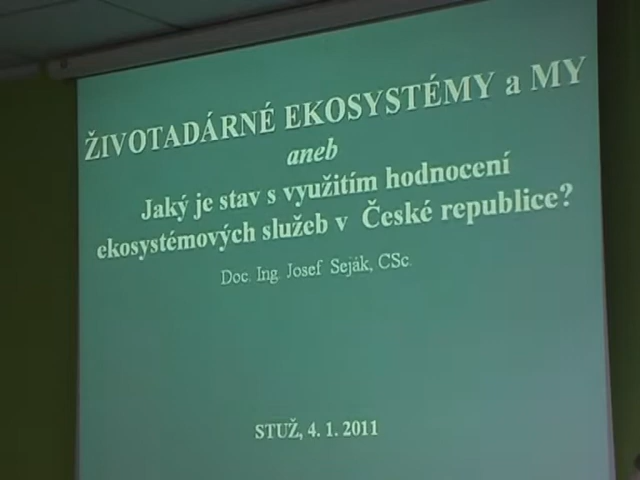 ŽIVOTADÁRNÉ EKOSYSTÉMY a MY
aneb
Jaký je stav s využitím hodnocení
ekosystémových služeb v České republice?
Doc. Ing. Josef Seják, CSc.
STUŽ, 4. 1. 2011